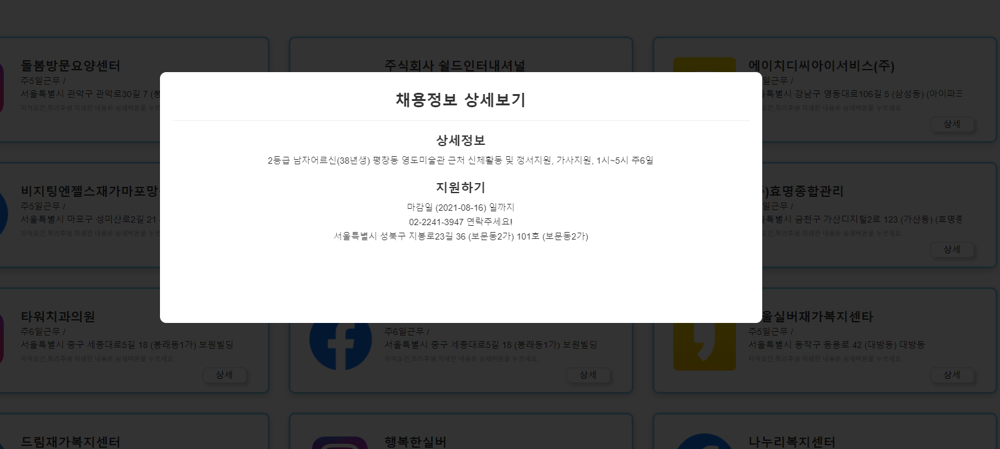 돌봄방문요양센터
주5일근무 /
서울특별시 관악구 관악로30길 7 (봉
자격요건,복리후생 자세한 내용은 상세버튼을 누르
주식회사 쉴드인터내셔널
에이치디씨아이서비스(주)
일근무 /
특별시 강남구 영동대로106길 5 (삼성동) (아이파크
요건,복리후생 자세한 내용은 상세버튼을 누르세요.
상세
채용정보 상세보기
상세정보
2등급 남자어르신(38년생) 평창동 영도미술관 근처 신체활동 및 정서지원, 가사지원, 1시~5시 주6일
지원하기
마감일 (2021-08-16) 일까지
02-2241-3947 연락주세요!
서울특별시 성북구 지봉로23길 36 (보문동2가) 101호 (보문동2가)
비지팅엔젤스재가마포망
주5일근무 /
서울특별시 마포구 성미산로2길 21
자격요건,복리후생 자세한 내용은 상세버튼을 누르
)효명종합관리
일근무 /
특별시 금천구 가산디지털2로 123 (가산동) (효명
요건,복리후생 자세한 내용은 상세버튼을 누르세요.
상세
타워치과의원
주6일근무 /
서울특별시 중구 세종대로5길 18 (봉래동1가) 보원빌딩
자격요건,복리후생 자세한 내용은 상세버튼을 누르세요.
상세
주6일근무 /
서울특별시 중구 세종대로5길 18 (봉래동1가) 보원빌딩
자격요건,복리후생 자세한 내용은 상세버튼을 누르세요.
상세
울실버재가복지센타
주5일근무 /
서울특별시 동작구 등용로 42 (대방동) 대방동
자격요건,복리후생 자세한 내용은 상세버튼을 누르세요.
상세
드림재가복지센터
행복한실버
나누리복지센터